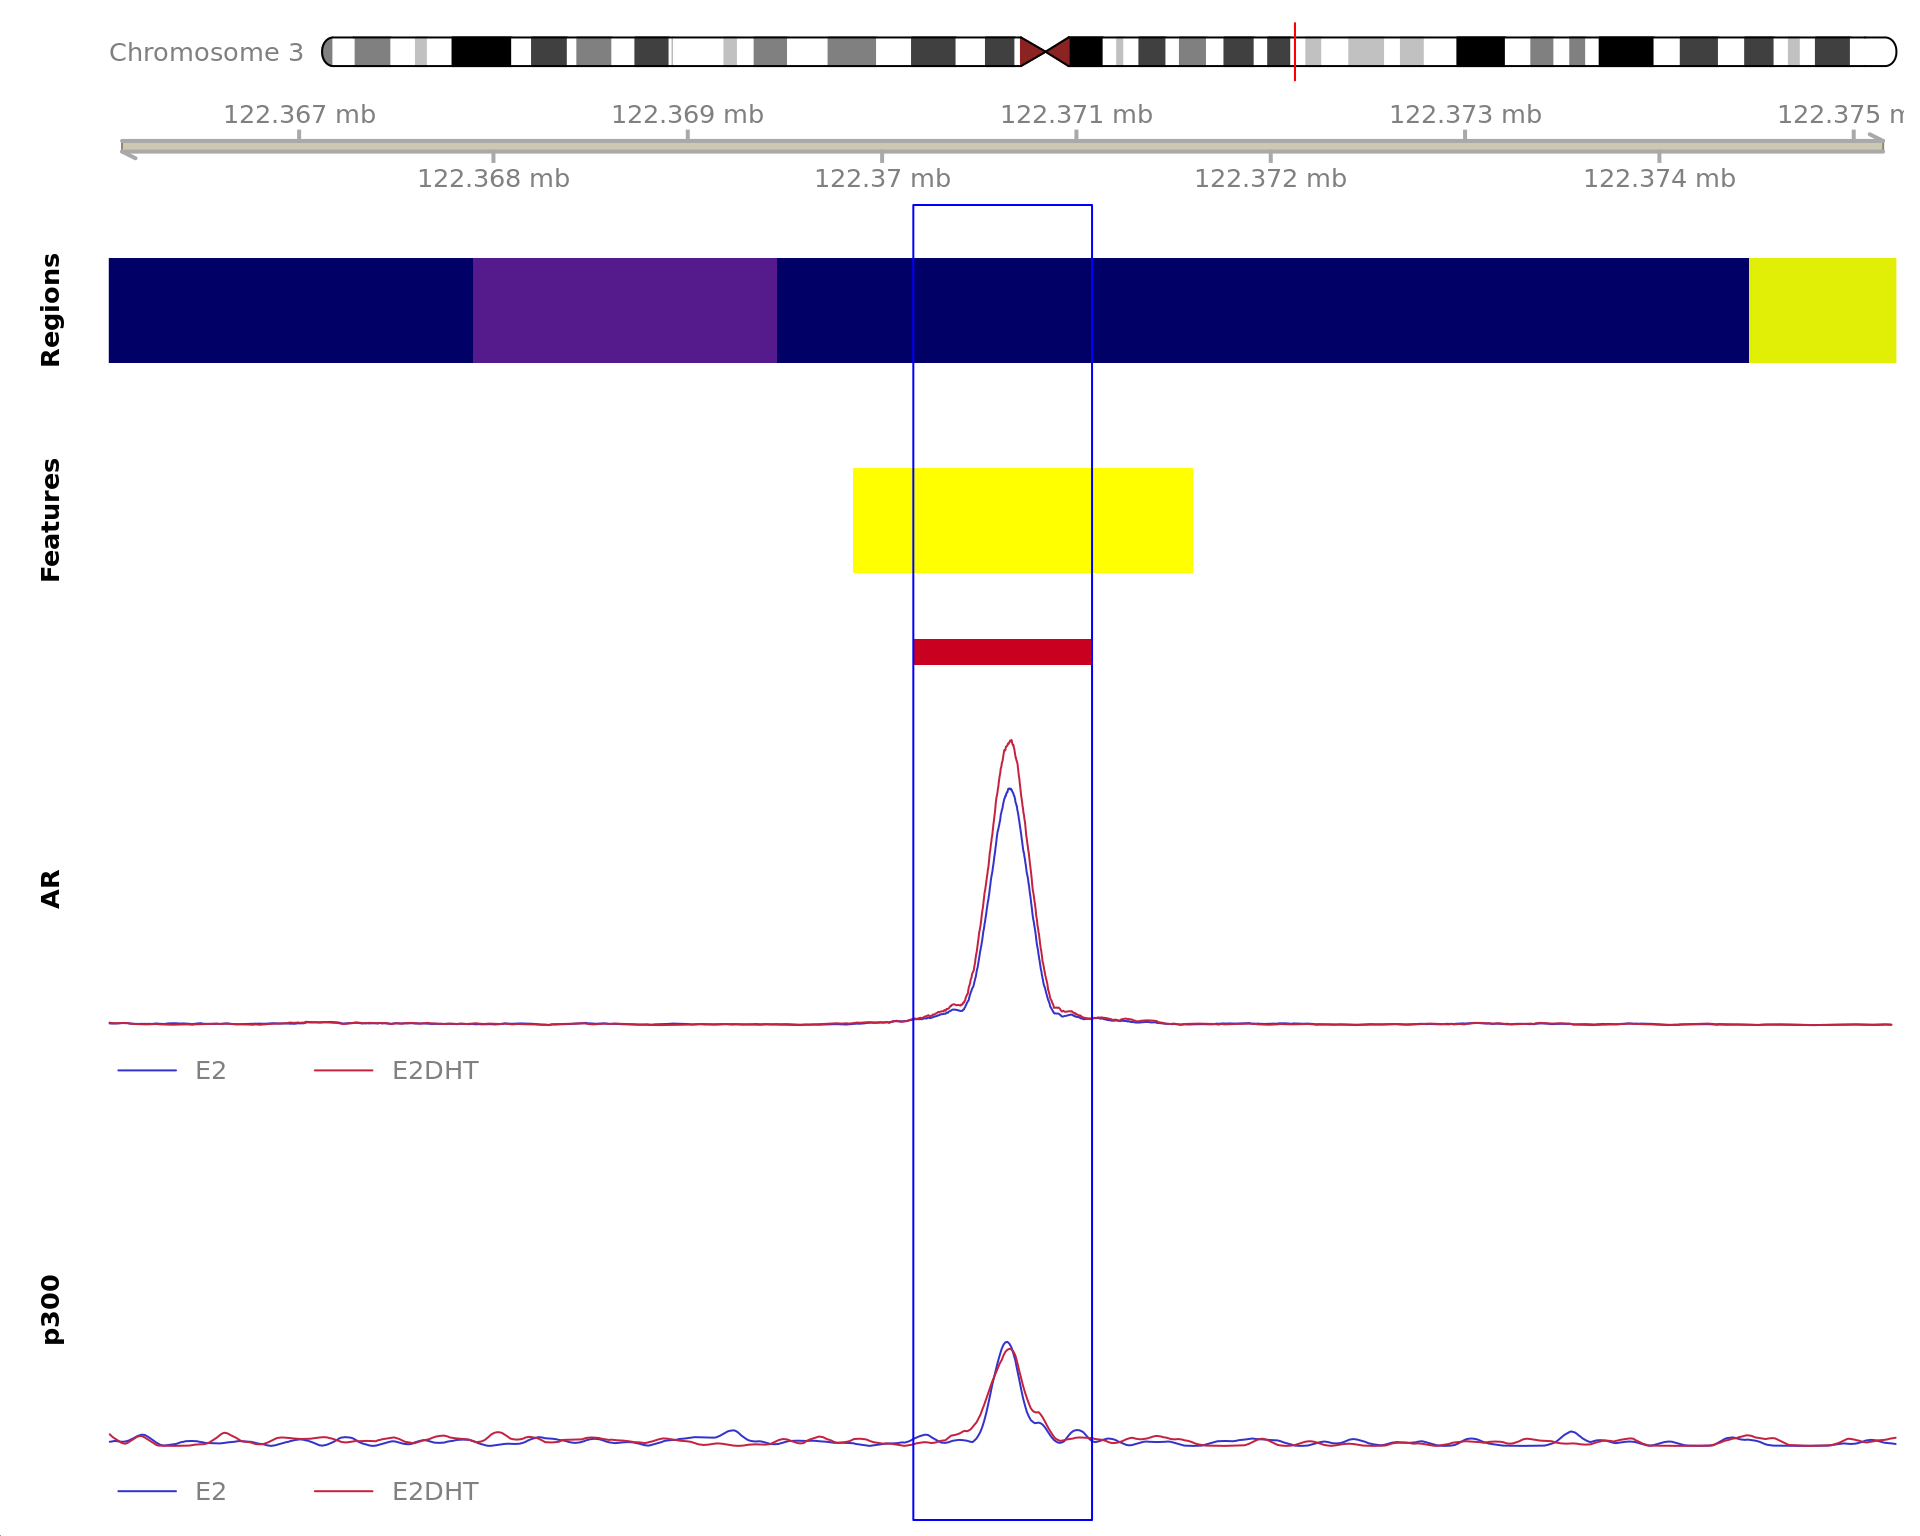 Chromosome 3
122.367 mb 122.369 mb 122.371 mb 122.373 mb 122.375 m
122.368 mb 122.37 mb 122.372 mb 122.374 mb
Regions
Features
AR
E2 E2DHT
p300
E2 E2DHT